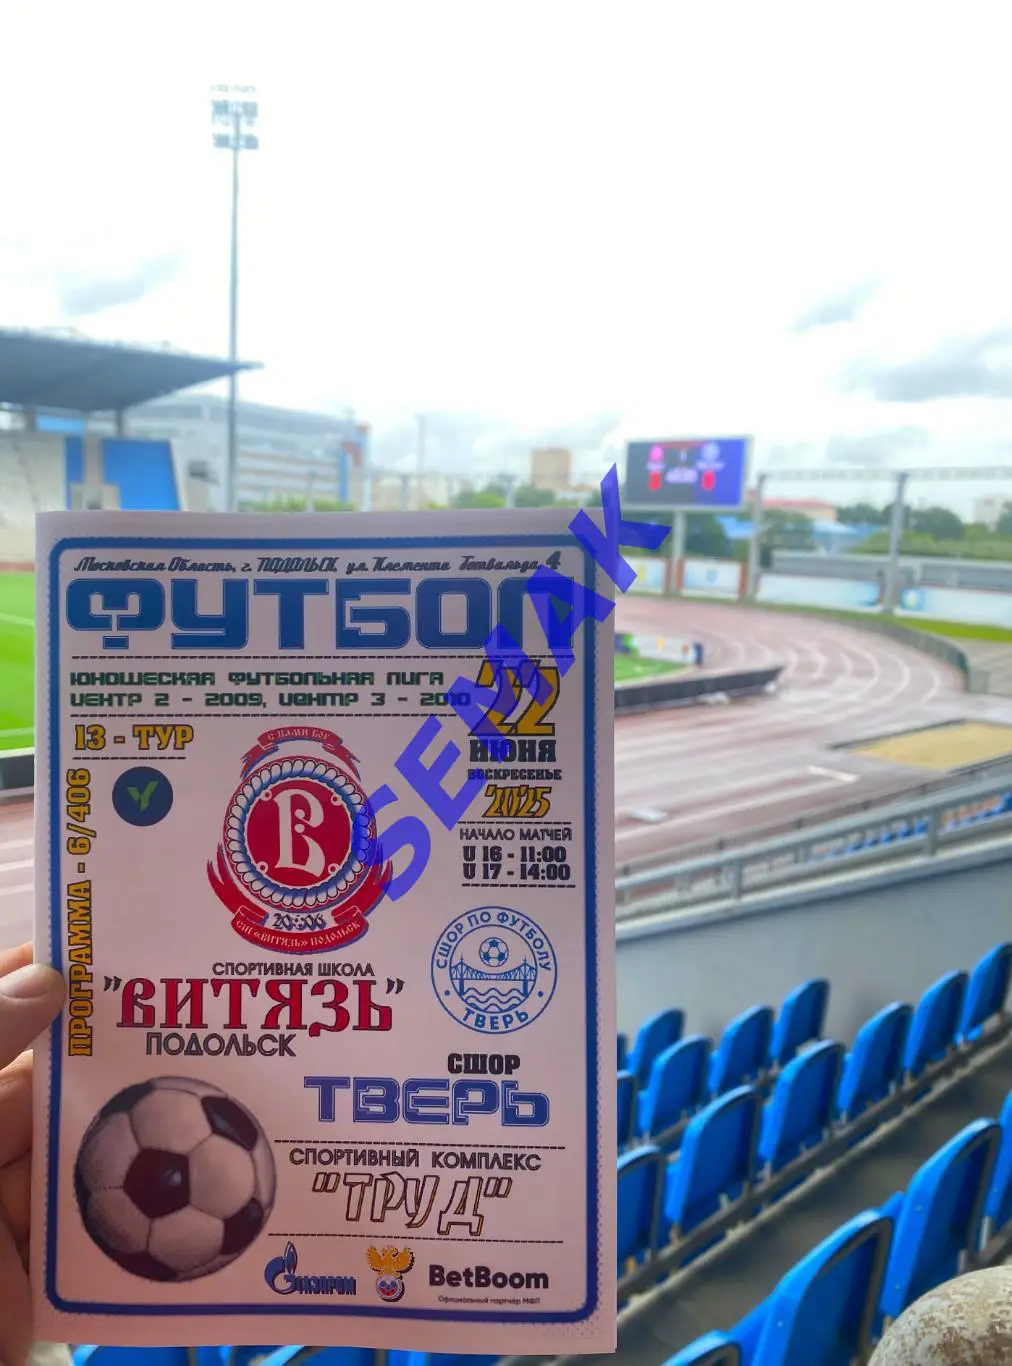 Московская Область, г. ПОДОЛЬСК, ул. Клемента Готвальда, 4
ФУТБОЛ
ЮНОШЕСКАЯ ФУТБОЛЬНАЯ ЛИГА
ЦЕНТР 2 - 2009, ЦЕНТР 3 - 2010
22
ИЮНЯ
ВОСКРЕСЕНЬЕ
2025
13 - ТУР
НАЧАЛО МАТЧЕЙ
U 16 - 11:00
U 17 - 14:00
ПРОГРАММА - 6/406
С НАМИ БОГ
В
2006
СШ «ВИТЯЗЬ» ПОДОЛЬСК
СШОР ПО ФУТБОЛУ
ТВЕРЬ
СПОРТИВНАЯ ШКОЛА
"ВИТЯЗЬ"
ПОДОЛЬСК
СШОР
ТВЕРЬ
СПОРТИВНЫЙ КОМПЛЕКС
"ТРУД"
ГАЗПРОМ
BetBoom
Официальный партнёр МФЛ
SEMAK